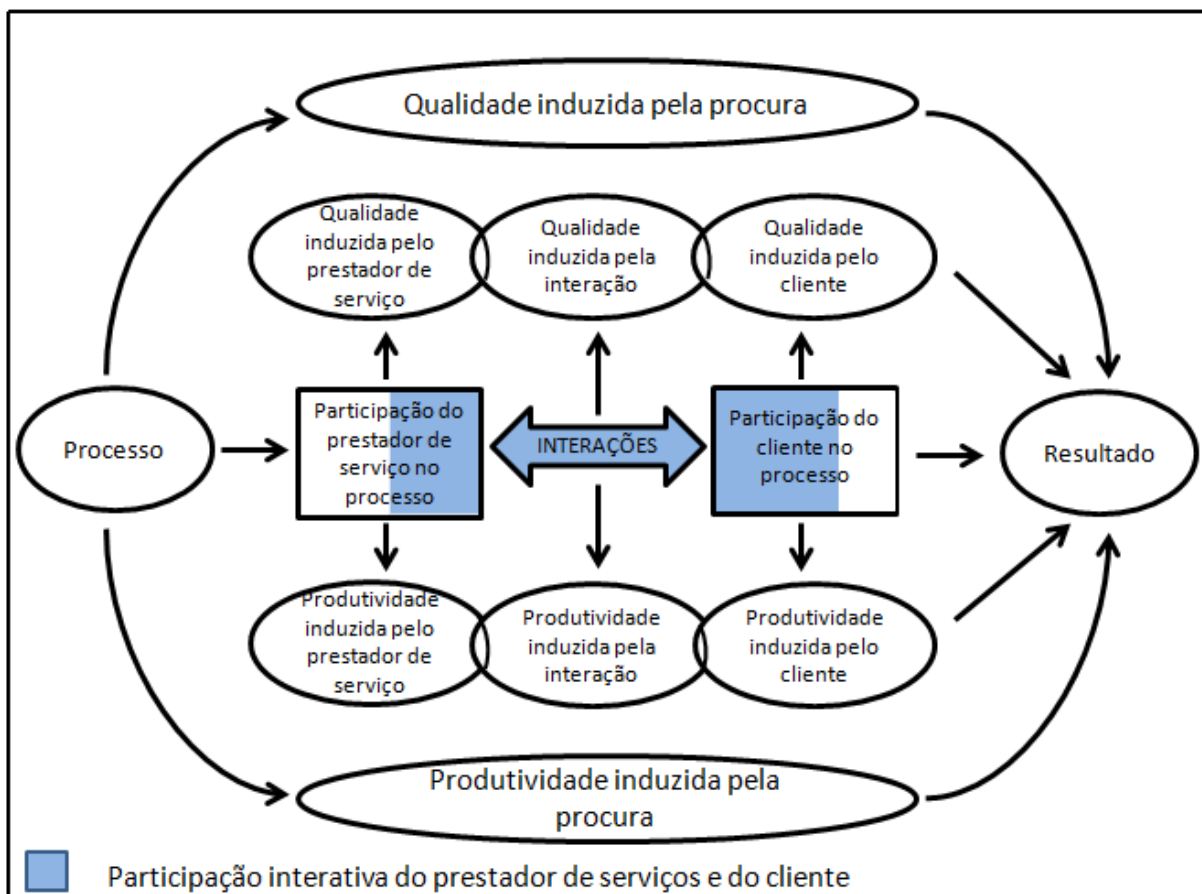 Qualidade induzida pela procura
Qualidade
induzida pelo
prestador de
serviço
Qualidade
induzida pela
interação
Qualidade
induzida pelo
cliente
Processo
Participação do
prestador de
serviço no
processo
INTERAÇÕES
Participação do
cliente no
processo
Resultado
Produtividade
induzida pelo
prestador de
serviço
Produtividade
induzida pela
interação
Produtividade
induzida pelo
cliente
Produtividade induzida pela
procura
Participação interativa do prestador de serviços e do cliente